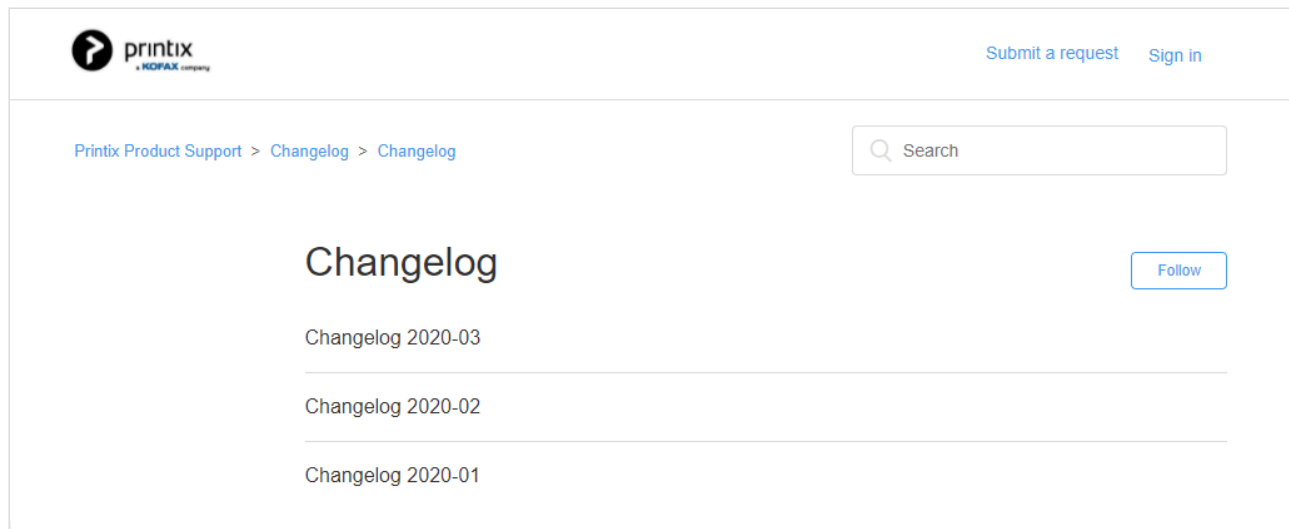 printix
a KOFAX company
Submit a request Sign in
Printix Product Support > Changelog > Changelog
Search
Changelog
Follow
Changelog 2020-03
Changelog 2020-02
Changelog 2020-01